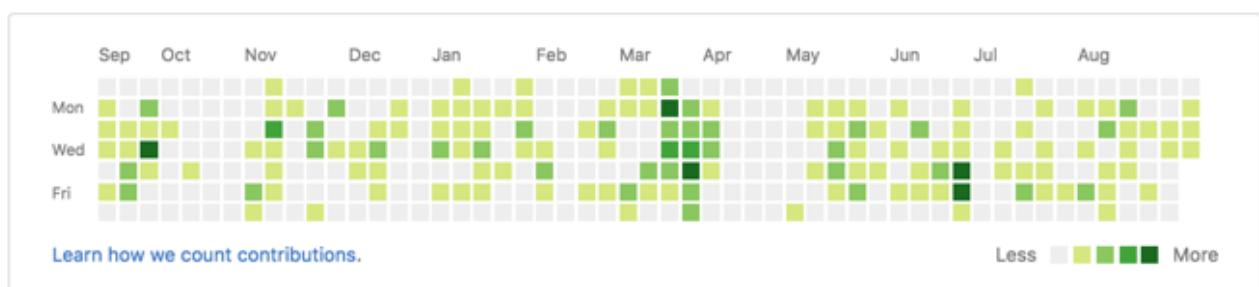 Sep Oct Nov Dec Jan Feb Mar Apr May Jun Jul Aug
Mon
Wed
Fri
Learn how we count contributions. Less More